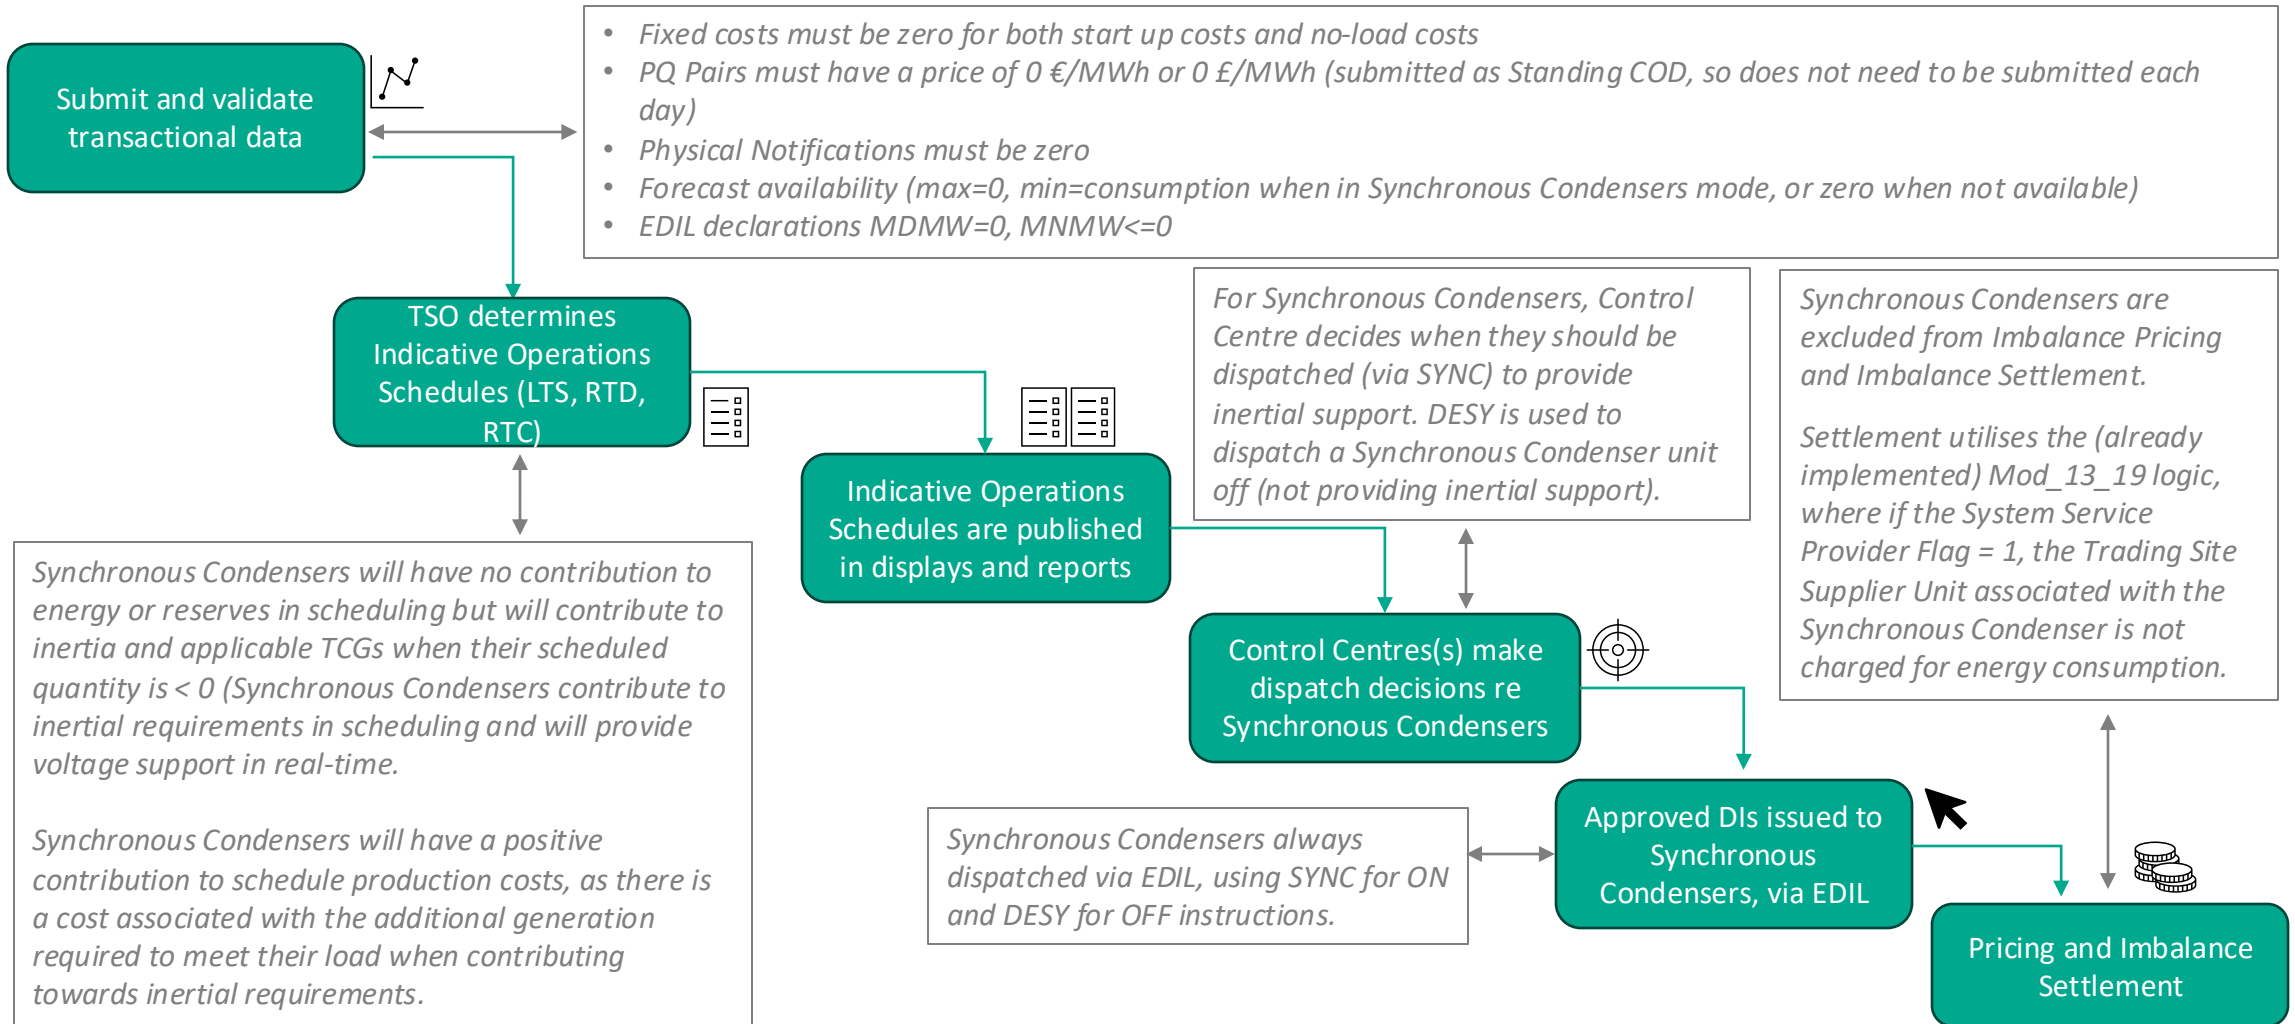 Submit and validate
transactional data
• Fixed costs must be zero for both start up costs and no-load costs
• PQ Pairs must have a price of 0 €/MWh or 0 £/MWh (submitted as Standing COD, so does not need to be submitted each
day)
• Physical Notifications must be zero
• Forecast availability (max=0, min=consumption when in Synchronous Condensers mode, or zero when not available)
• EDIL declarations MDMW=0, MNMW<=0
TSO determines
Indicative Operations
Schedules (LTS, RTD,
RTC)
Synchronous Condensers will have no contribution to
energy or reserves in scheduling but will contribute to
inertia and applicable TCGs when their scheduled
quantity is < 0 (Synchronous Condensers contribute to
inertial requirements in scheduling and will provide
voltage support in real-time.
Synchronous Condensers will have a positive
contribution to schedule production costs, as there is
a cost associated with the additional generation
required to meet their load when contributing
towards inertial requirements.
Indicative Operations
Schedules are published
in displays and reports
For Synchronous Condensers, Control
Centre decides when they should be
dispatched (via SYNC) to provide
inertial support. DESY is used to
dispatch a Synchronous Condenser unit
off (not providing inertial support).
Control Centres(s) make
dispatch decisions re
Synchronous Condensers
Synchronous Condensers always
dispatched via EDIL, using SYNC for ON
and DESY for OFF instructions.
Approved DIs issued to
Synchronous
Condensers, via EDIL
Synchronous Condensers are
excluded from Imbalance Pricing
and Imbalance Settlement.
Settlement utilises the (already
implemented) Mod_13_19 logic,
where if the System Service
Provider Flag = 1, the Trading Site
Supplier Unit associated with the
Synchronous Condenser is not
charged for energy consumption.
Pricing and Imbalance
Settlement